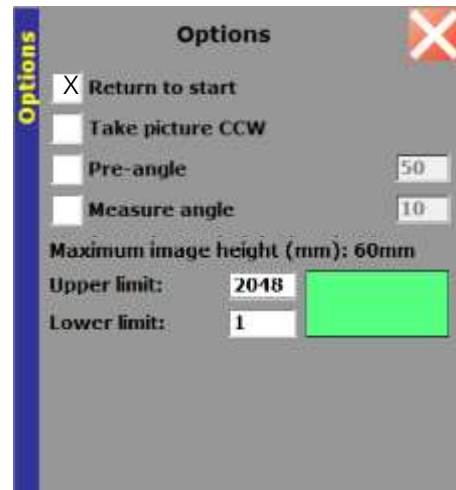 Options
Options
X Return to start
Take picture CCW
Pre-angle 50
Measure angle 10
Maximum image height (mm): 60mm
Upper limit: 2048
Lower limit: 1